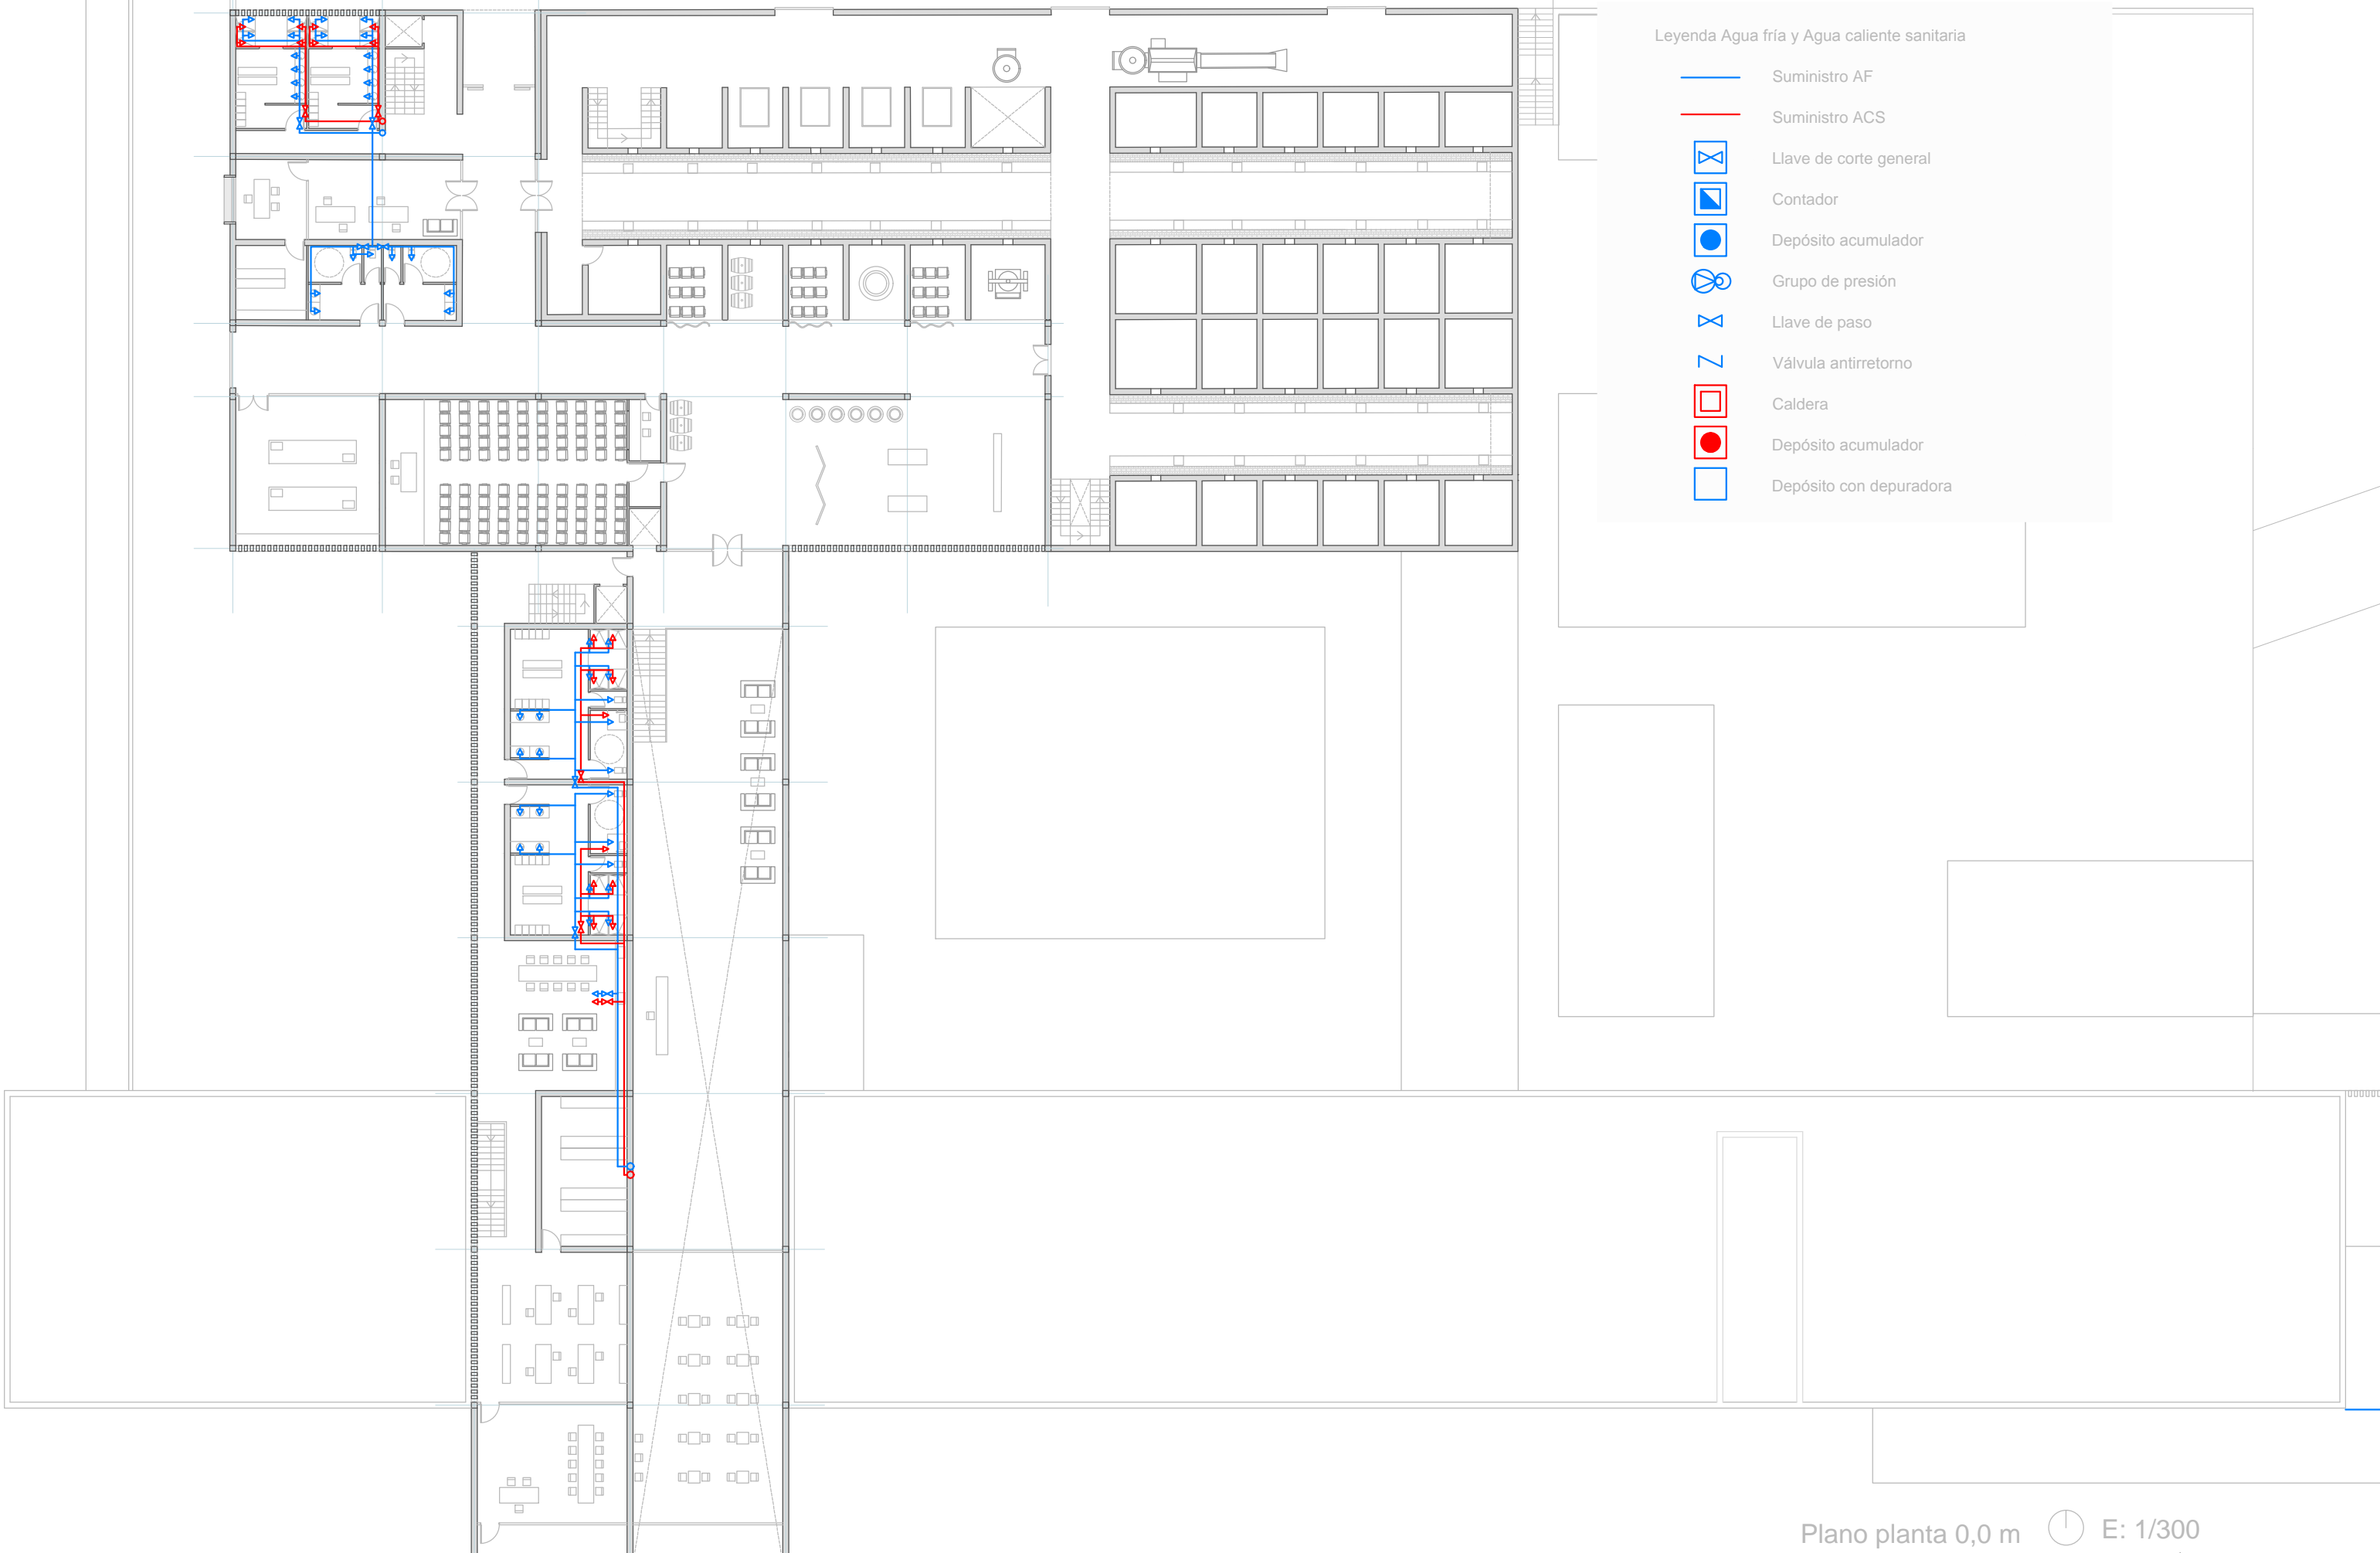 Leyenda Agua fría y Agua caliente sanitaria
Suministro AF
Suministro ACS
Llave de corte general
Contador
Depósito acumulador
Grupo de presión
Llave de paso
Válvula antirretorno
Caldera
Depósito acumulador
Depósito con depuradora
Plano planta 0,0 m E: 1/300